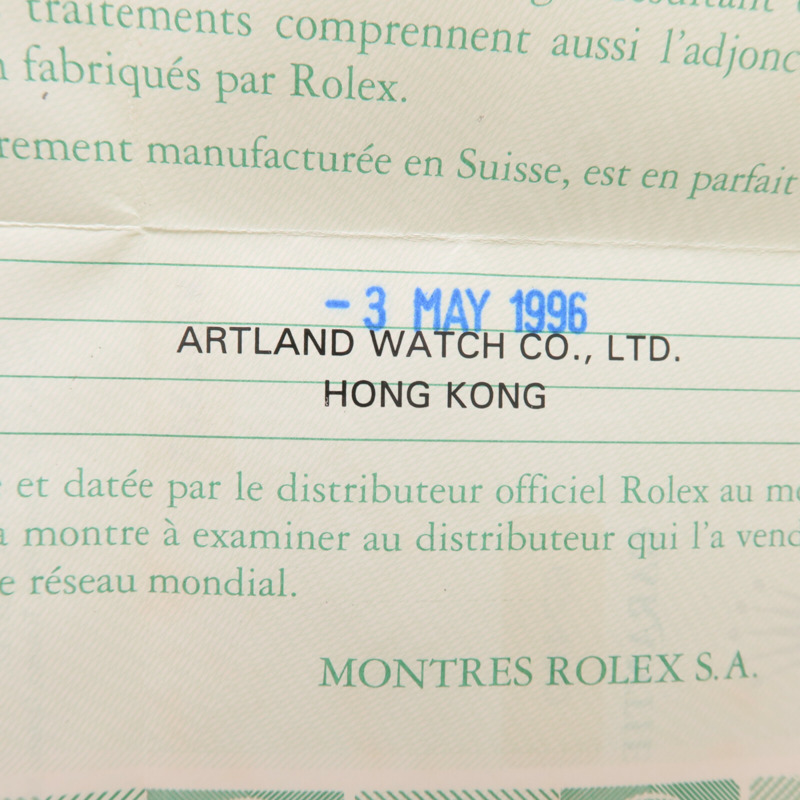 traitements comprennent aussi l'adjonc
fabriqués par Rolex.
rement manufacturée en Suisse, est en parfait
- 3 MAY 1996
ARTLAND WATCH CO., LTD.
HONG KONG
et datée par le distributeur officiel Rolex au
montre à examiner au distributeur qui l'a vend
réseau mondial.
MONTRES ROLEX S.A.